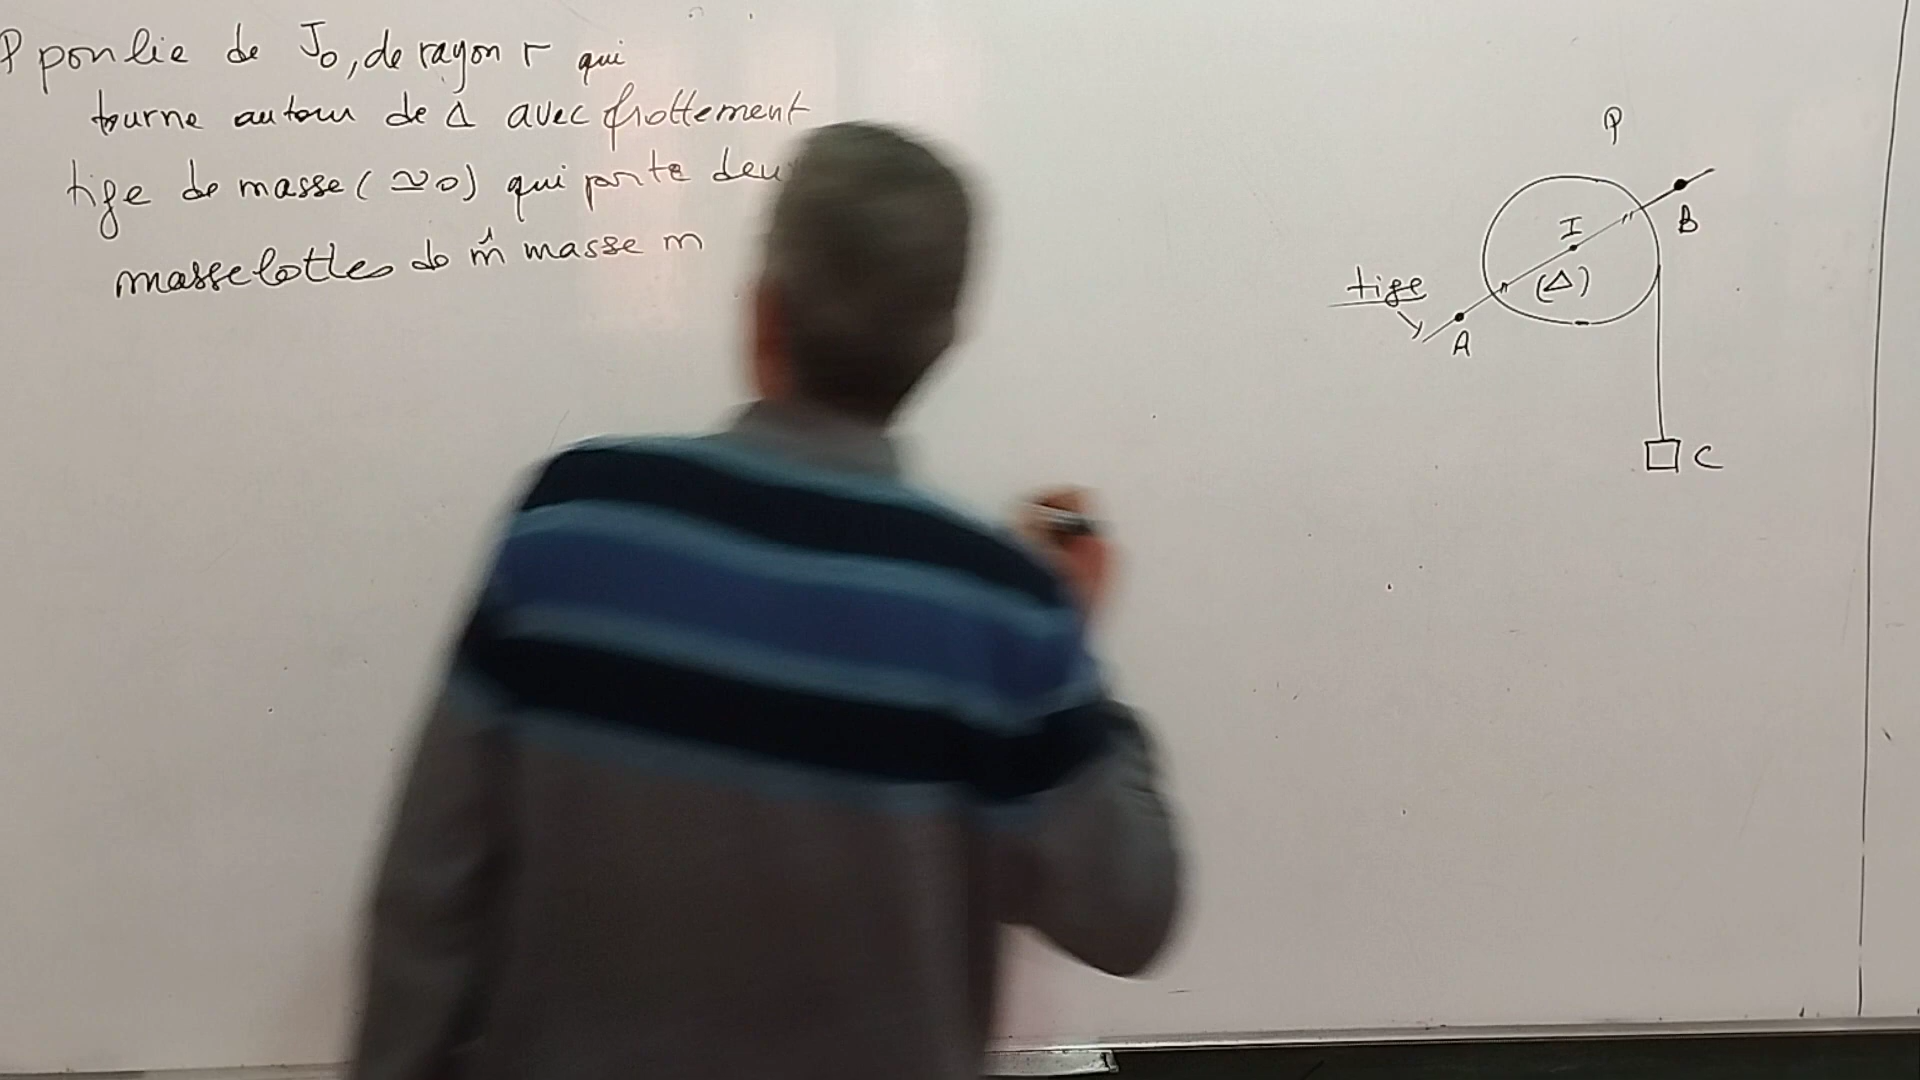 P poulie de J₀, de rayon r qui
tourne autour de Δ avec frottement
tige de masse (≃0) qui porte deux
masselottes de m̂ masse m
P
B
I
(Δ)
tige
A
C